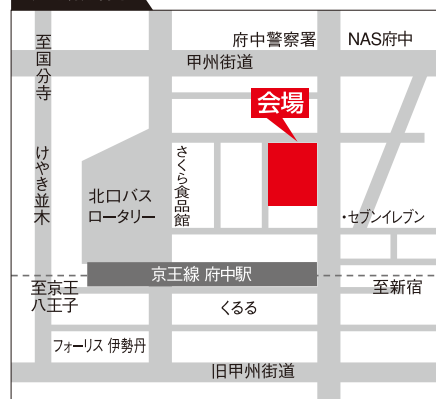 府中警察署
NAS府中
甲州街道
至国分寺
会場
けやき並木
さくら食品館
北口バス
ロータリー
・セブンイレブン
京王線 府中駅
至京王
八王子
至新宿
くるる
フォーリス 伊勢丹
旧甲州街道